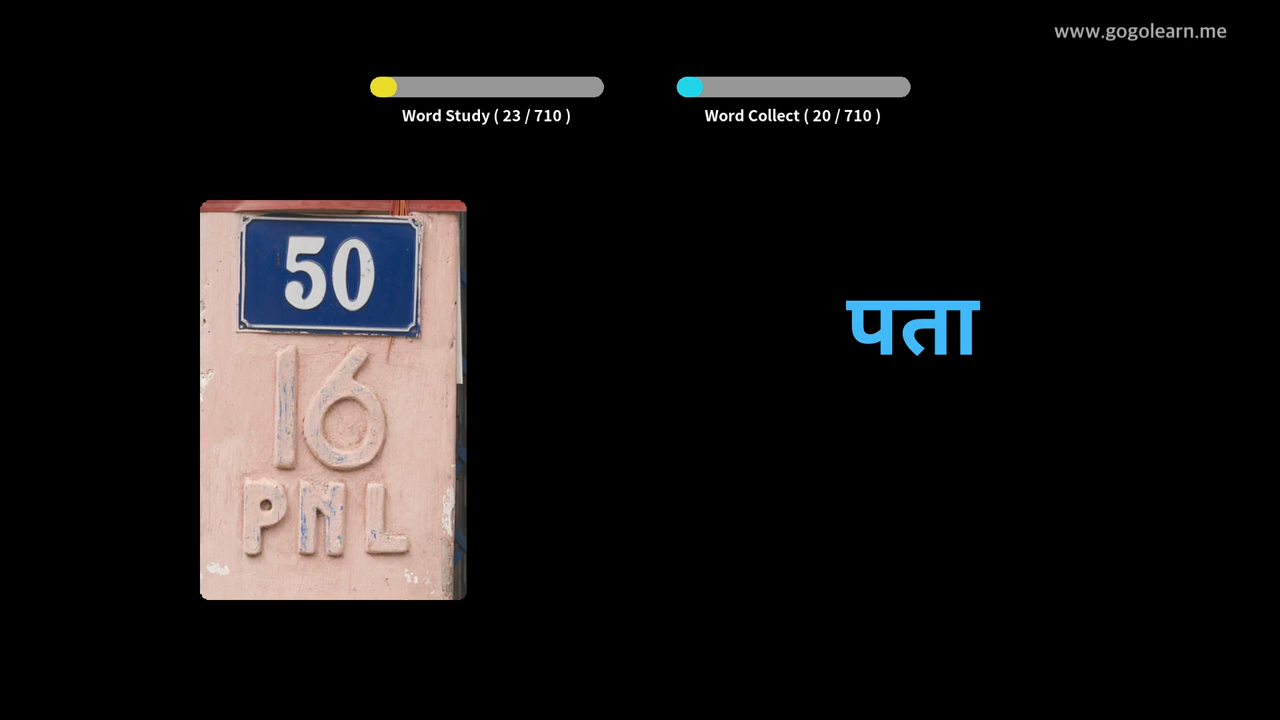 www.gogolearn.me
Word Study ( 23 / 710 )
Word Collect ( 20 / 710 )
50
16
PNL
पता